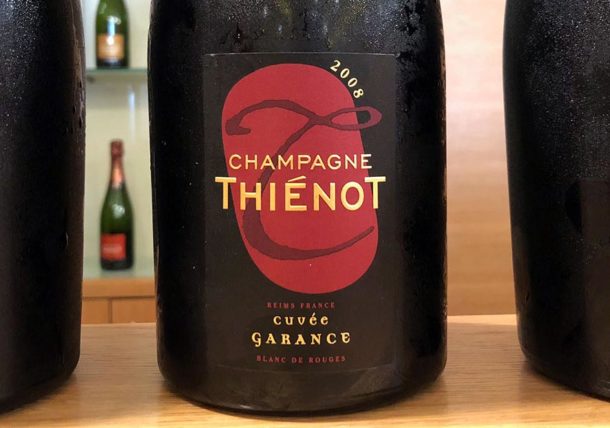 2008
CHAMPAGNE
THIÉNOT
REIMS FRANCE
cuvée
GARANCE
BLANC DE ROUGES